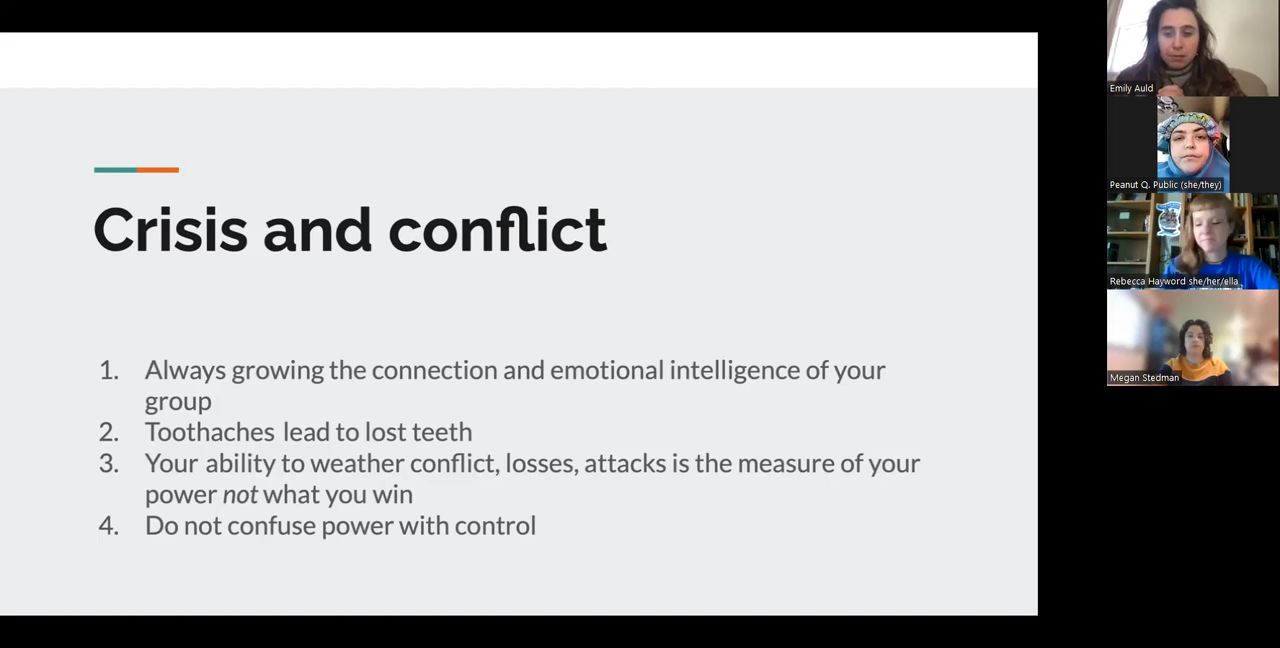 Crisis and conflict
1. Always growing the connection and emotional intelligence of your
group
2. Toothaches lead to lost teeth
3. Your ability to weather conflict, losses, attacks is the measure of your
power not what you win
4. Do not confuse power with control
Emily Auld
Peanut Q. Public (she/they)
Rebecca Hayword she/her/ella
Megan Stedman